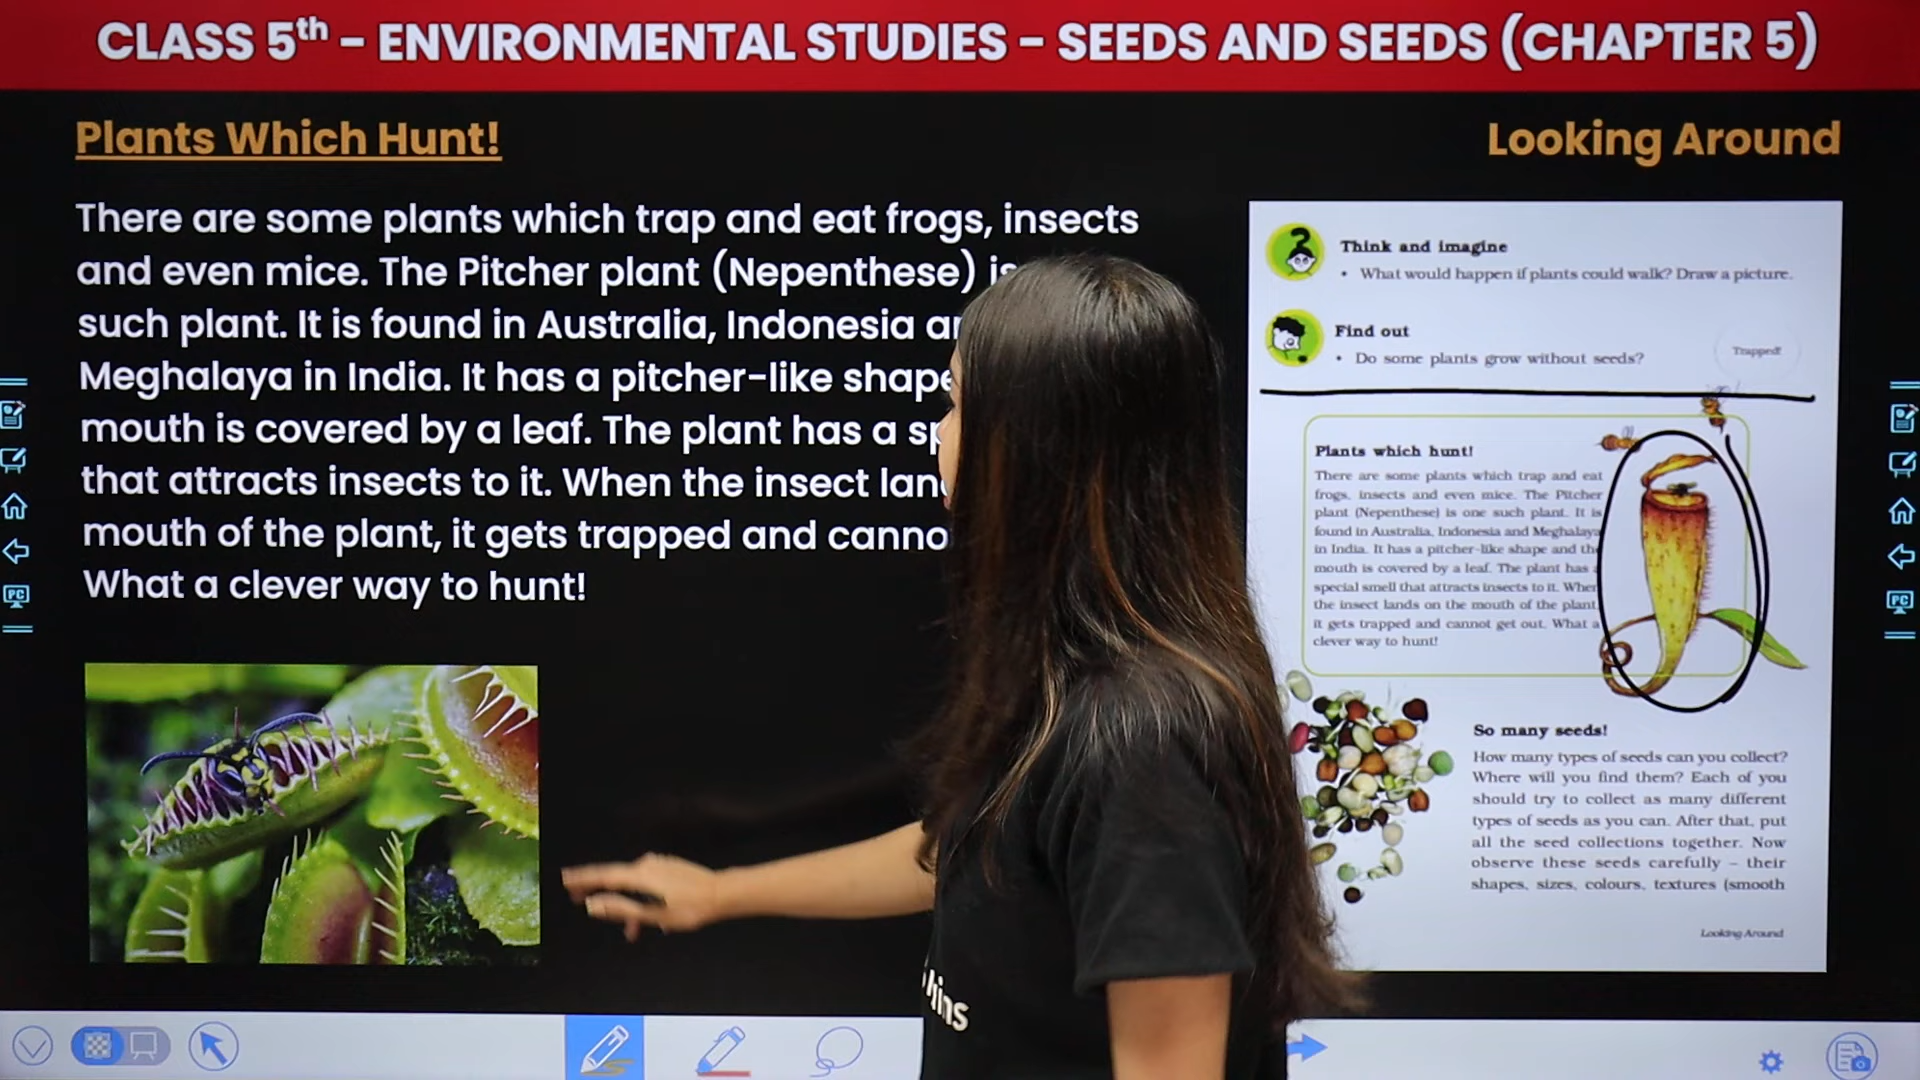 CLASS 5th - ENVIRONMENTAL STUDIES - SEEDS AND SEEDS (CHAPTER 5)
Plants Which Hunt!
Looking Around
There are some plants which trap and eat frogs, insects
and even mice. The Pitcher plant (Nepenthese)
such plant. It is found in Australia, Indonesia
Meghalaya in India. It has a pitcher-like shape
mouth is covered by a leaf. The plant has a
that attracts insects to it. When the insect
mouth of the plant, it gets trapped and
What a clever way to hunt!
Think and imagine
• What would happen if plants could walk? Draw a picture.
Find out
• Do some plants grow without seeds?
Trapped!
Plants which hunt!
There are some plants which trap and eat
frogs, insects and even mice. The Pitcher
plant (Nepenthese) is one such plant. It is
found in Australia, Indonesia and Meghalaya
in India. It has a pitcher-like shape and the
mouth is covered by a leaf. The plant has a
special smell that attracts insects to it. When
the insect lands on the mouth of the plant,
it gets trapped and cannot get out. What a
clever way to hunt!
So many seeds!
How many types of seeds can you collect?
Where will you find them? Each of you
should try to collect as many different
types of seeds as you can. After that, put
all the seed collections together. Now
observe these seeds carefully – their
shapes, sizes, colours, textures (smooth
Looking Around
PC
PC
kins